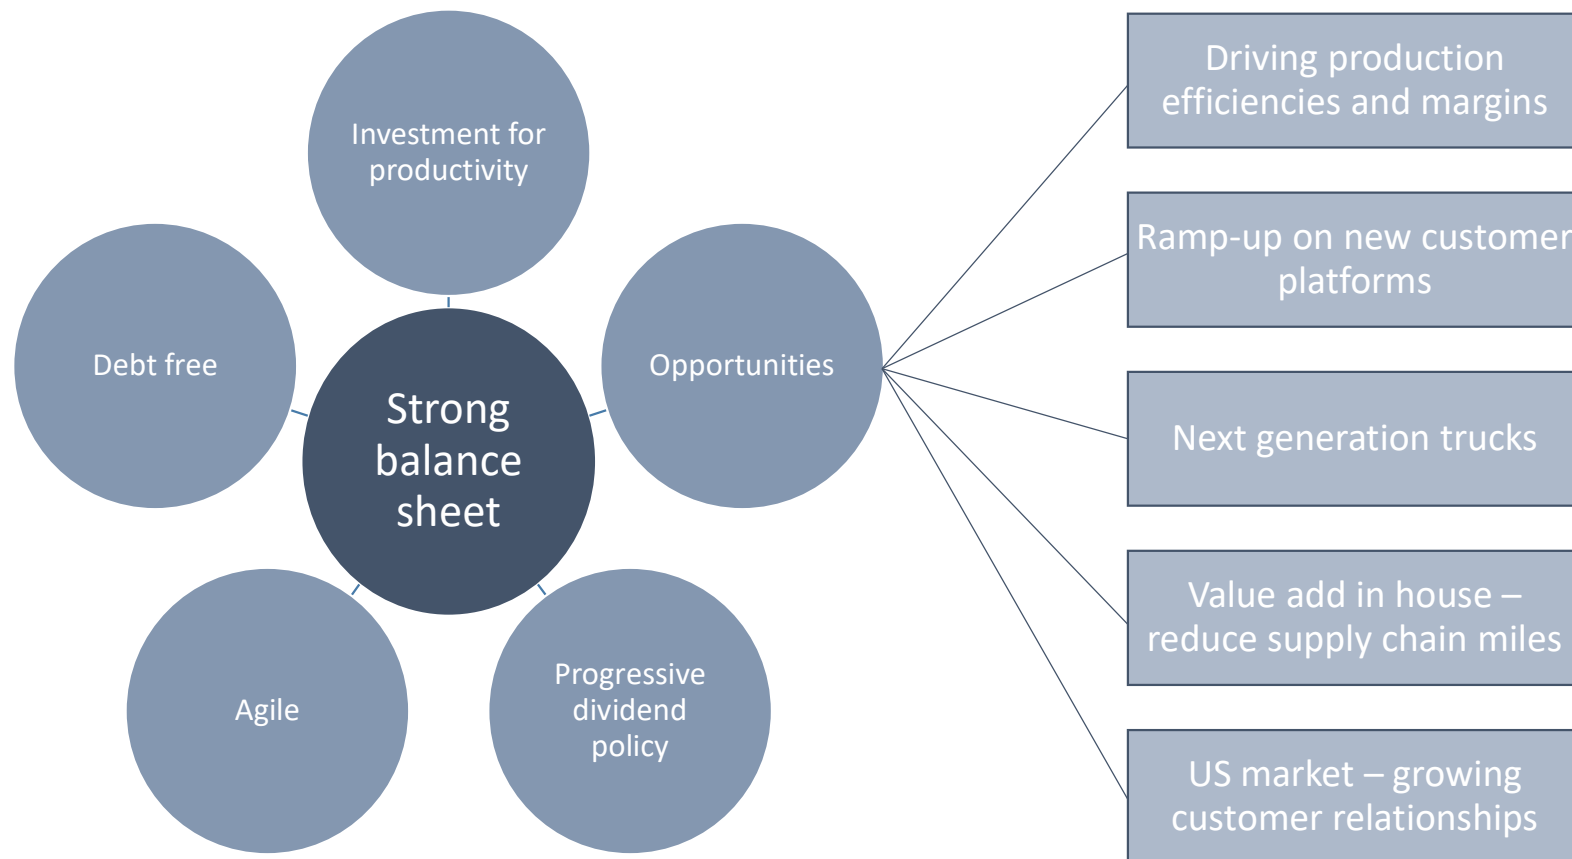 Investment for
productivity
Debt free
Opportunities
Strong
balance
sheet
Agile
Progressive
dividend
policy
Driving production
efficiencies and margins
Ramp-up on new customer
platforms
Next generation trucks
Value add in house –
reduce supply chain miles
US market – growing
customer relationships